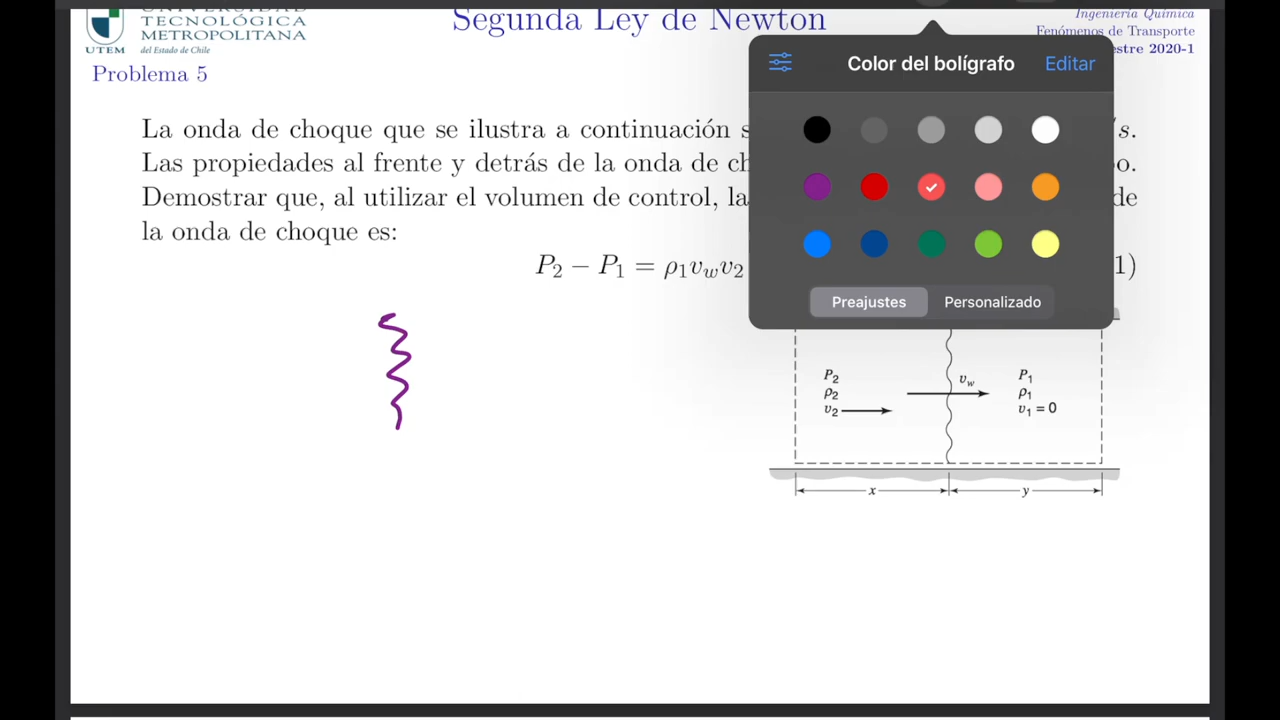 UNIVERSIDAD
TECNOLÓGICA
METROPOLITANA
UTEM
del Estado de Chile
Segunda Ley de Newton
Ingeniería Química
Fenómenos de Transporte
estre 2020-1
Problema 5
Color del bolígrafo
Editar
Preajustes
Personalizado
La onda de choque que se ilustra a continuación s /s.
Las propiedades al frente y detrás de la onda de ch po.
Demostrar que, al utilizar el volumen de control, la de
la onda de choque es:
P₂ − P₁ = ρ₁v_wv₂ 1)
P₂
ρ₂
v₂
v_w
P₁
ρ₁
v₁ = 0
x
y